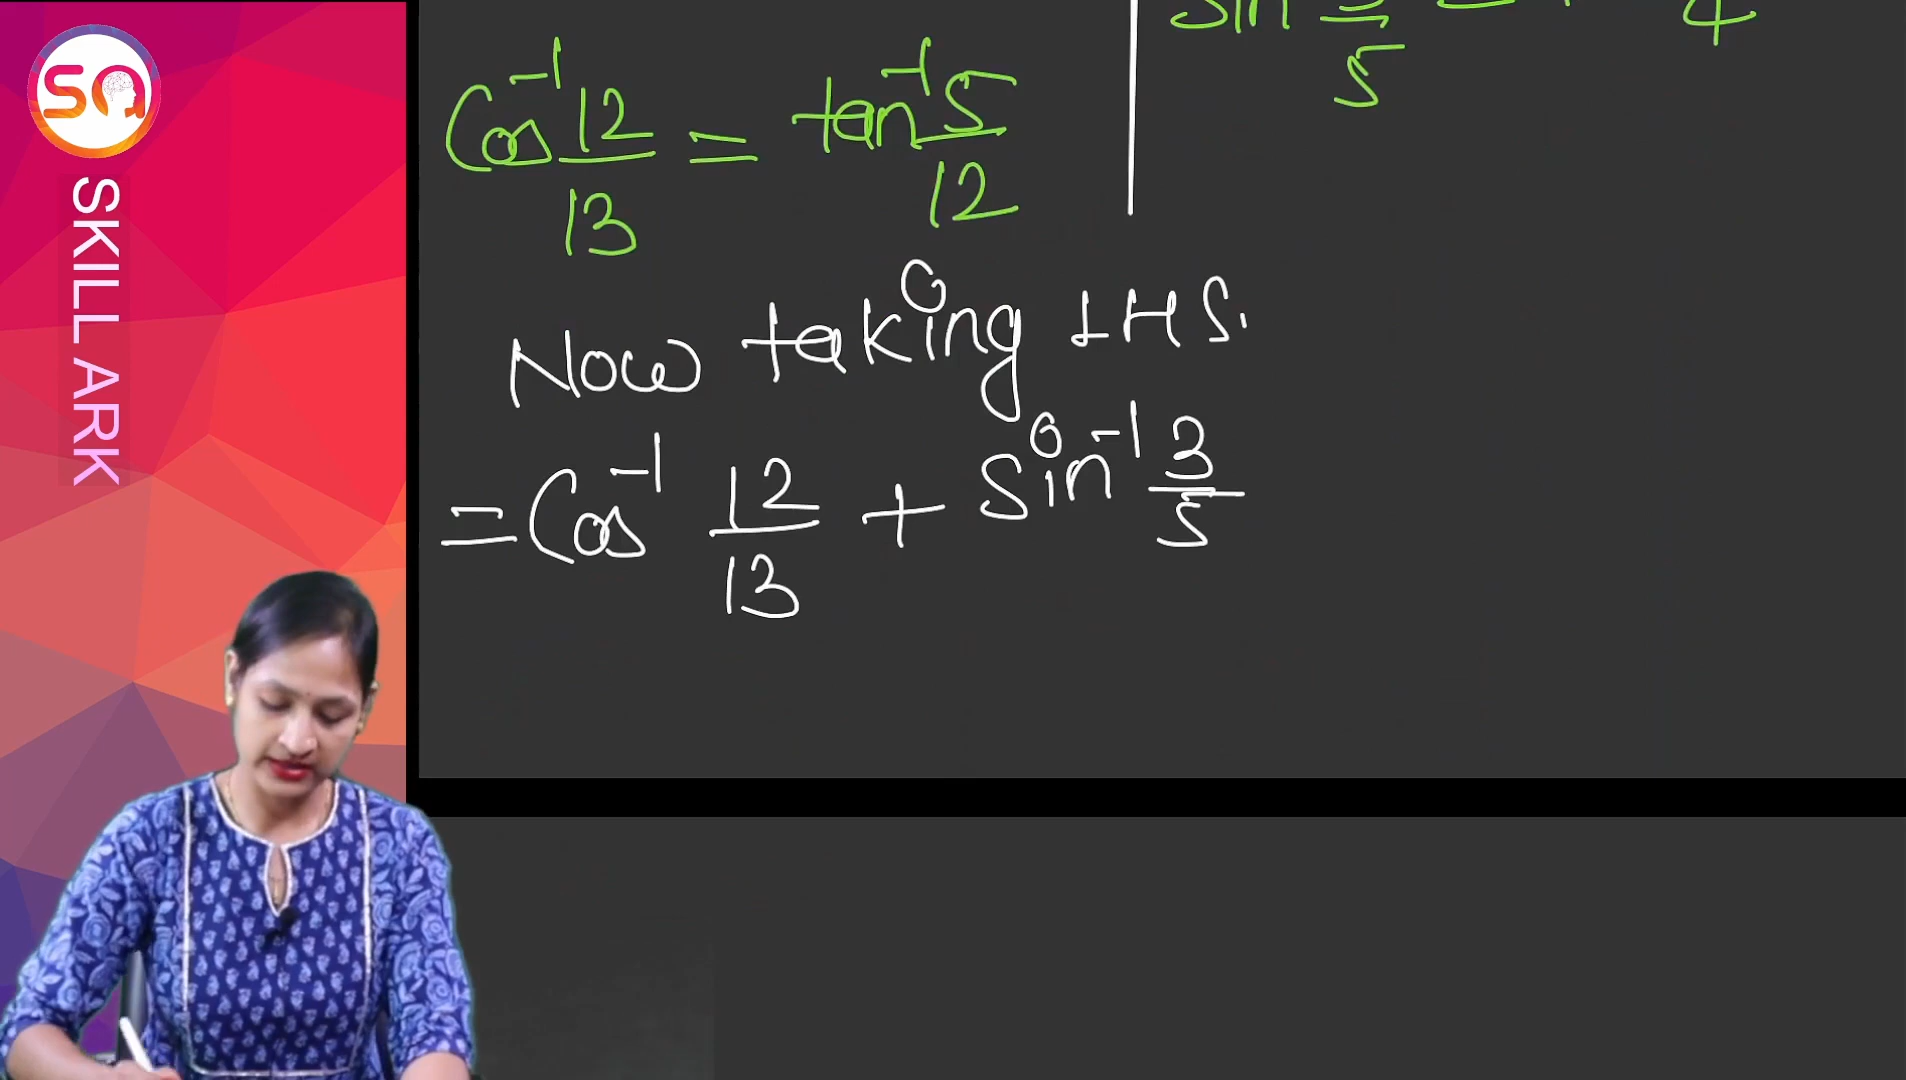 SKILL ARK
cos⁻¹ 12/13 = tan⁻¹ 5/12
Now taking LHS.
= cos⁻¹ 12/13 + sin⁻¹ 3/5